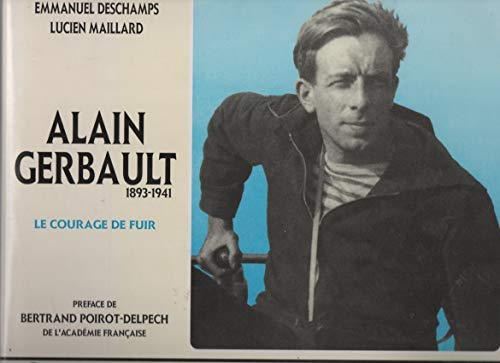 EMMANUEL DESCHAMPS
LUCIEN MAILLARD
ALAIN
GERBAULT
1893-1941
LE COURAGE DE FUIR
PREFACE DE
BERTRAND POIROT-DELPECH
DE L'ACADÉMIE FRANÇAISE